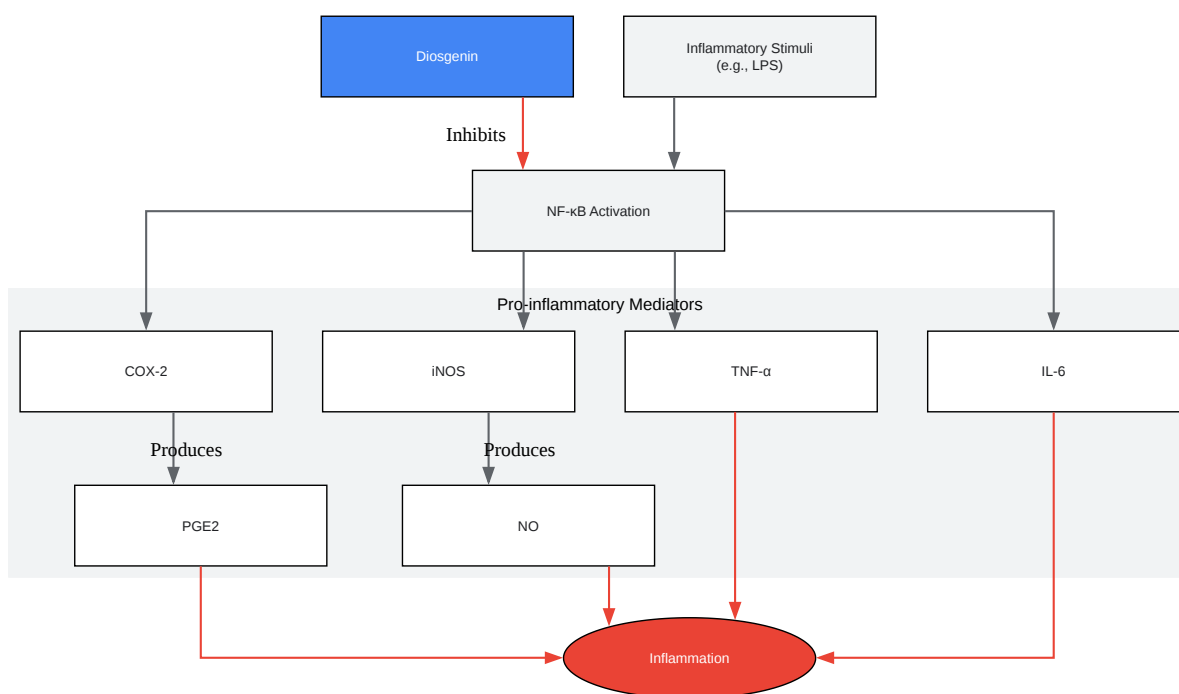 Diosgenin
Inflammatory Stimuli
(e.g., LPS)
Inhibits
NF-κB Activation
Pro-inflammatory Mediators
COX-2
iNOS
TNF-α
IL-6
Produces
Produces
PGE2
NO
Inflammation